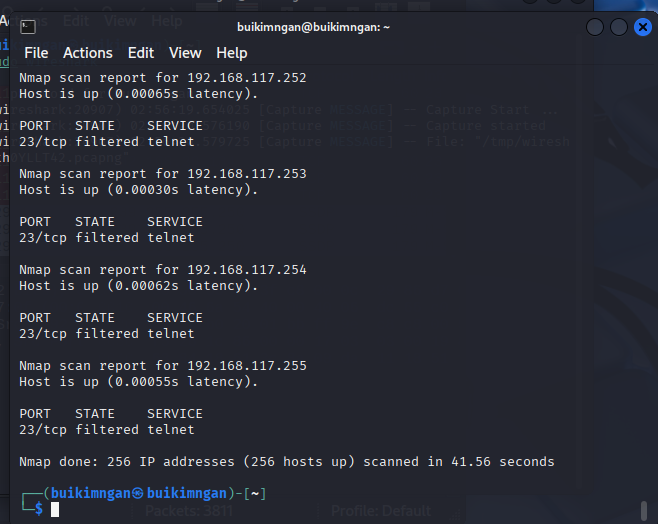 buikimngan@buikimngan: ~
File Actions Edit View Help
Nmap scan report for 192.168.117.252
Host is up (0.00065s latency).
PORT STATE SERVICE
23/tcp filtered telnet
Nmap scan report for 192.168.117.253
Host is up (0.00030s latency).
PORT STATE SERVICE
23/tcp filtered telnet
Nmap scan report for 192.168.117.254
Host is up (0.00062s latency).
PORT STATE SERVICE
23/tcp filtered telnet
Nmap scan report for 192.168.117.255
Host is up (0.00055s latency).
PORT STATE SERVICE
23/tcp filtered telnet
Nmap done: 256 IP addresses (256 hosts up) scanned in 41.56 seconds
┌──(buikimngan㉿buikimngan)-[~]
└─$
Packets: 3811 Profile: Default